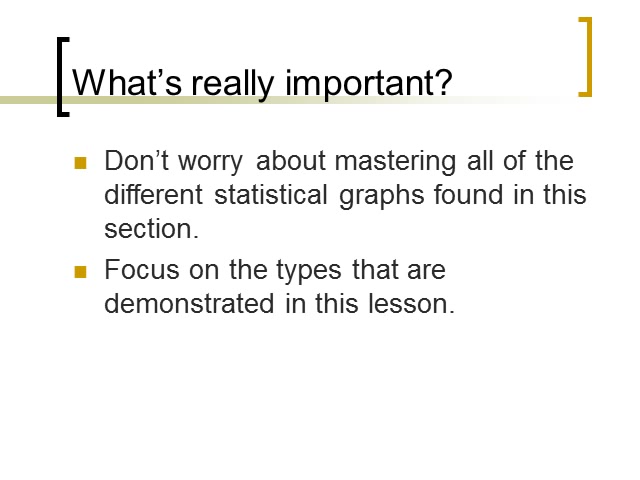 What’s really important?
Don’t worry about mastering all of the
different statistical graphs found in this
section.
Focus on the types that are
demonstrated in this lesson.